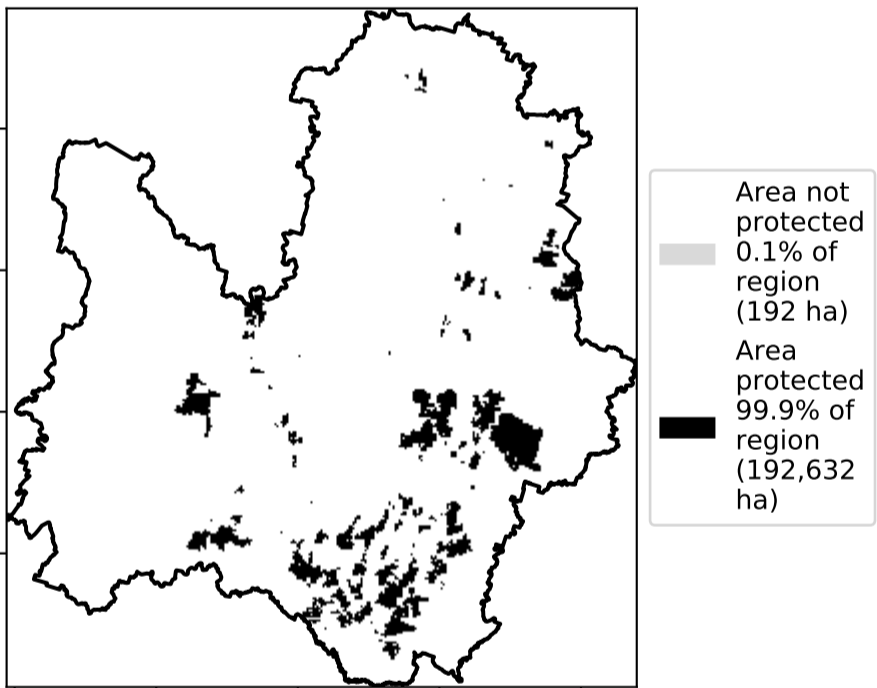 Area not
protected
0.1% of
region
(192 ha)
Area
protected
99.9% of
region
(192,632
ha)